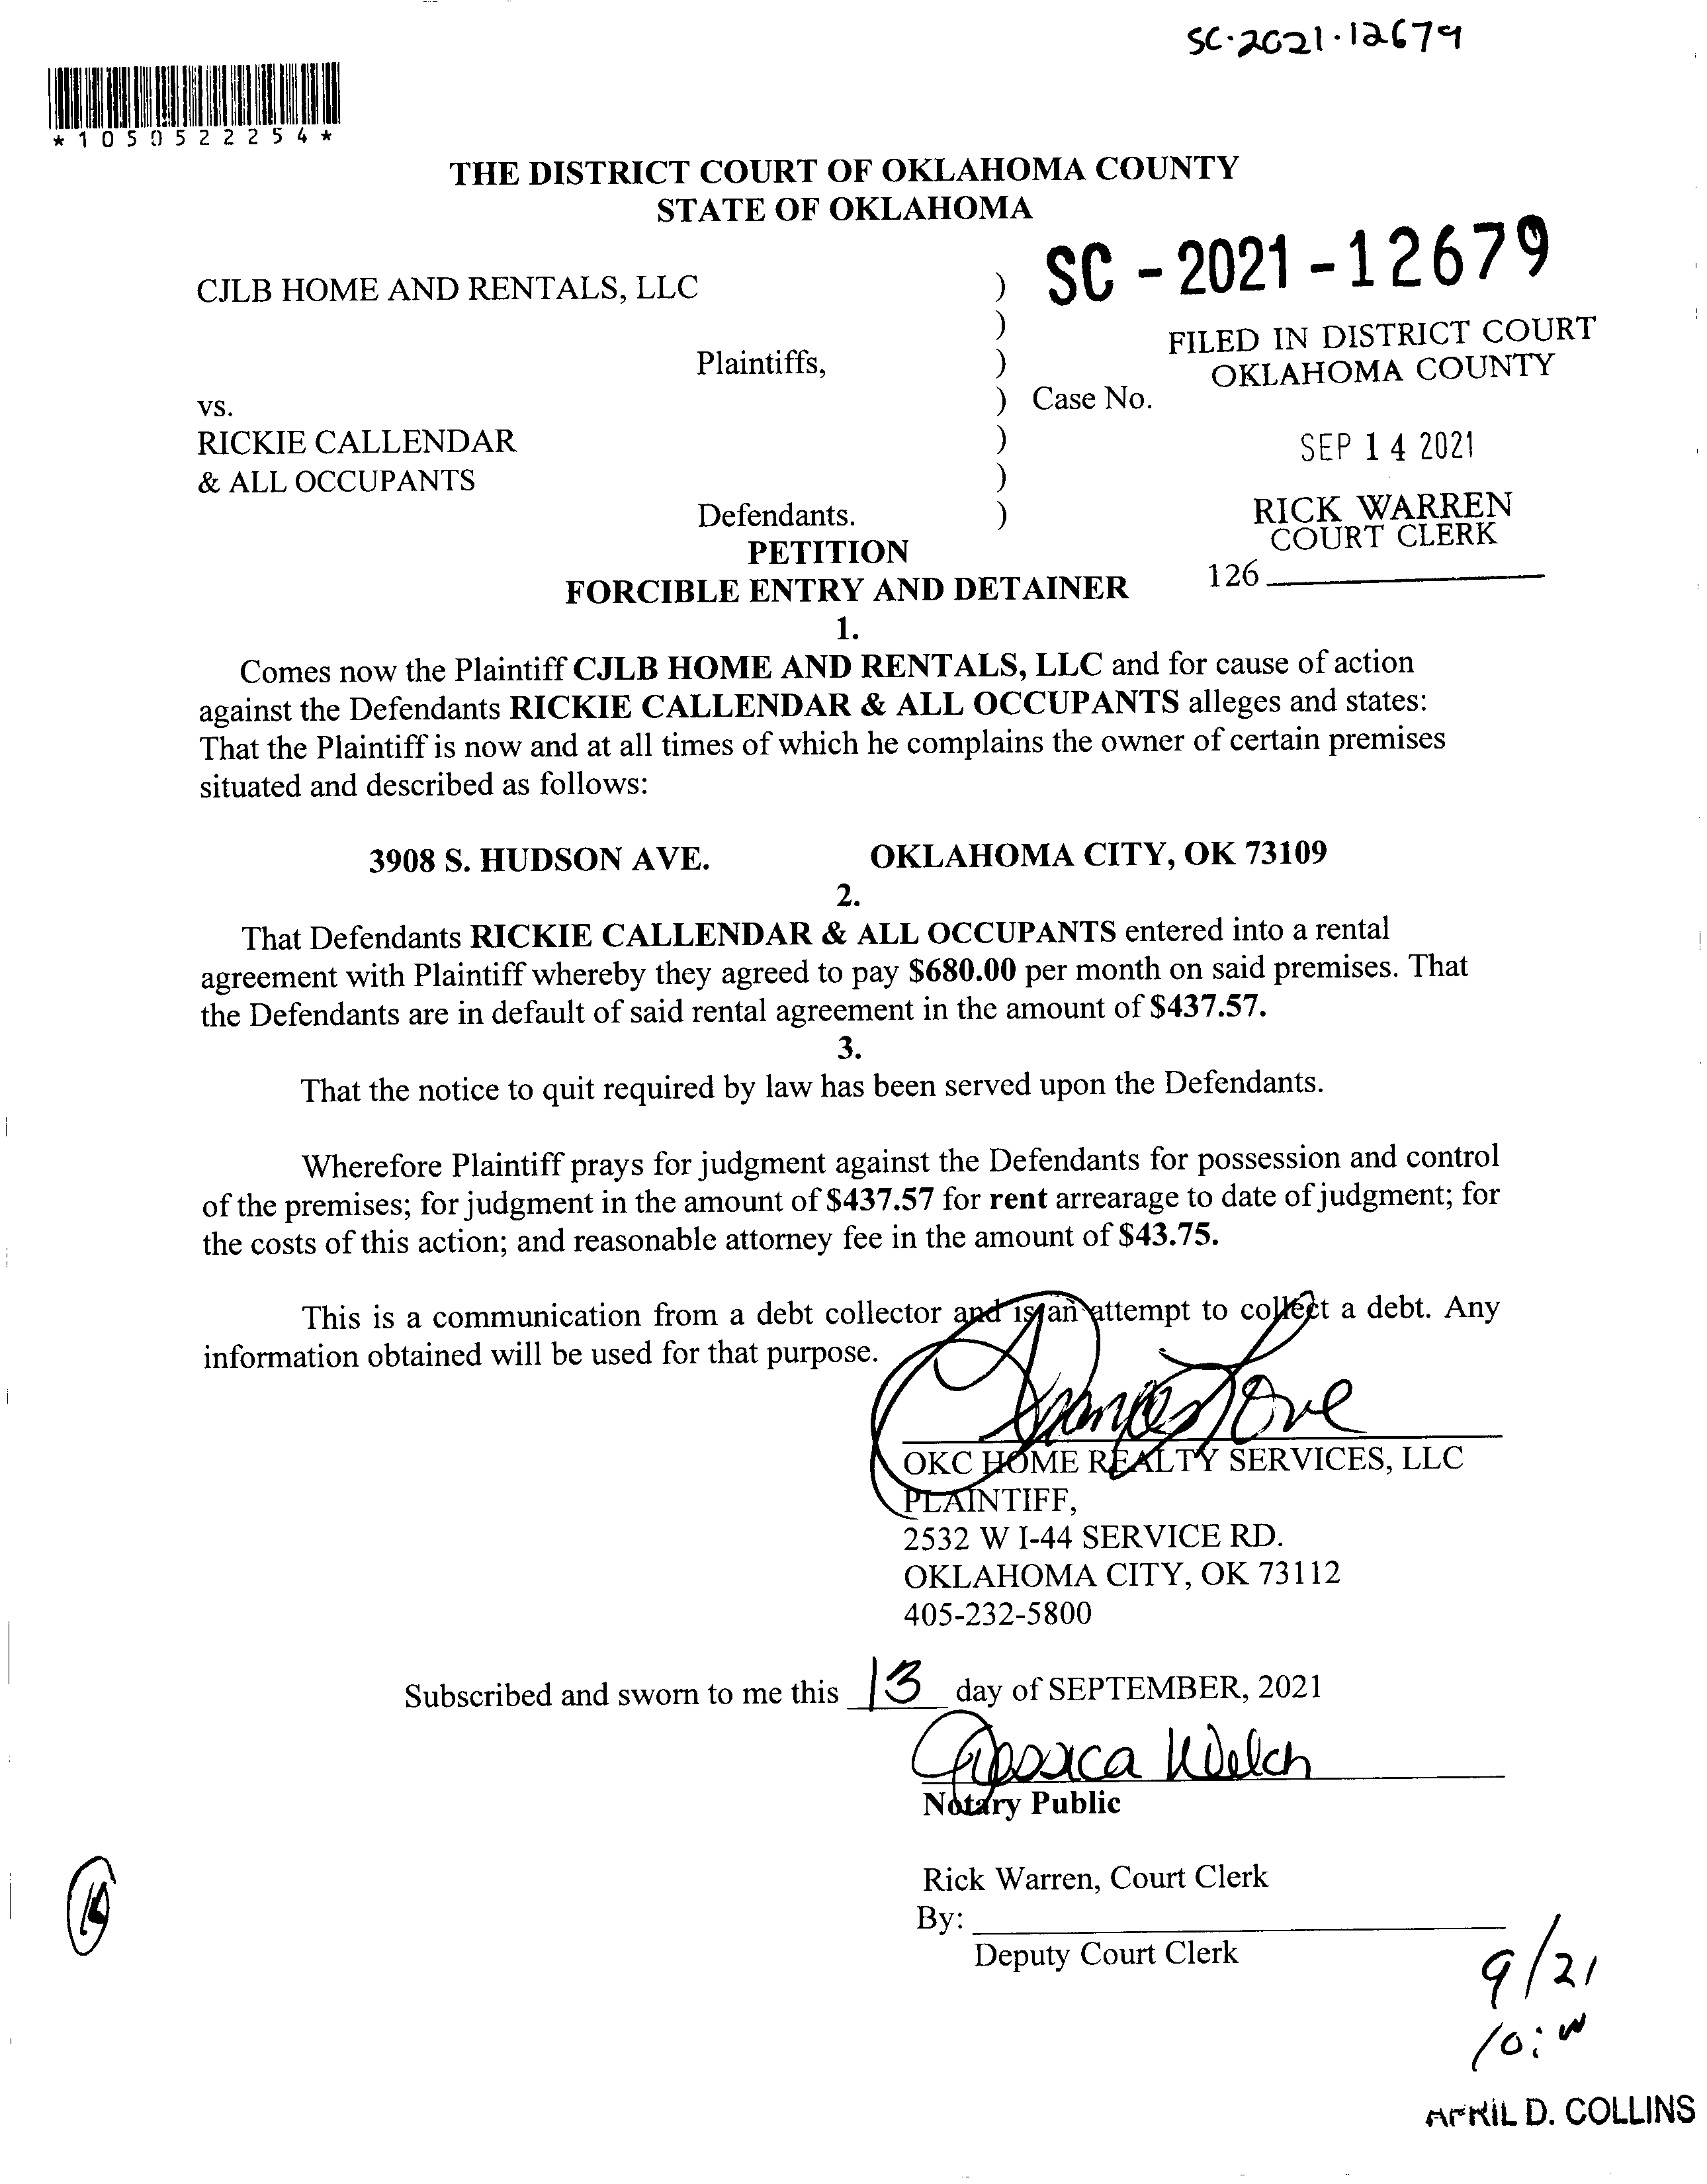 SC·2021·12679
*1050522254*
THE DISTRICT COURT OF OKLAHOMA COUNTY
STATE OF OKLAHOMA
SC - 2021 - 12679
CJLB HOME AND RENTALS, LLC )
)
FILED IN DISTRICT COURT
OKLAHOMA COUNTY
Plaintiffs, )
vs. ) Case No.
RICKIE CALLENDAR )
SEP 14 2021
& ALL OCCUPANTS )
Defendants. )
RICK WARREN
COURT CLERK
126
PETITION
FORCIBLE ENTRY AND DETAINER
1.
Comes now the Plaintiff CJLB HOME AND RENTALS, LLC and for cause of action
against the Defendants RICKIE CALLENDAR & ALL OCCUPANTS alleges and states:
That the Plaintiff is now and at all times of which he complains the owner of certain premises
situated and described as follows:
3908 S. HUDSON AVE. OKLAHOMA CITY, OK 73109
2.
That Defendants RICKIE CALLENDAR & ALL OCCUPANTS entered into a rental
agreement with Plaintiff whereby they agreed to pay $680.00 per month on said premises. That
the Defendants are in default of said rental agreement in the amount of $437.57.
3.
That the notice to quit required by law has been served upon the Defendants.
Wherefore Plaintiff prays for judgment against the Defendants for possession and control
of the premises; for judgment in the amount of $437.57 for rent arrearage to date of judgment; for
the costs of this action; and reasonable attorney fee in the amount of $43.75.
This is a communication from a debt collector and is an attempt to collect a debt. Any
information obtained will be used for that purpose.
Love
OKC HOME REALTY SERVICES, LLC
PLAINTIFF,
2532 W I-44 SERVICE RD.
OKLAHOMA CITY, OK 73112
405-232-5800
Subscribed and sworn to me this 13 day of SEPTEMBER, 2021
Jessica Welch
Notary Public
Rick Warren, Court Clerk
By:
Deputy Court Clerk
9/21
APRIL D. COLLINS